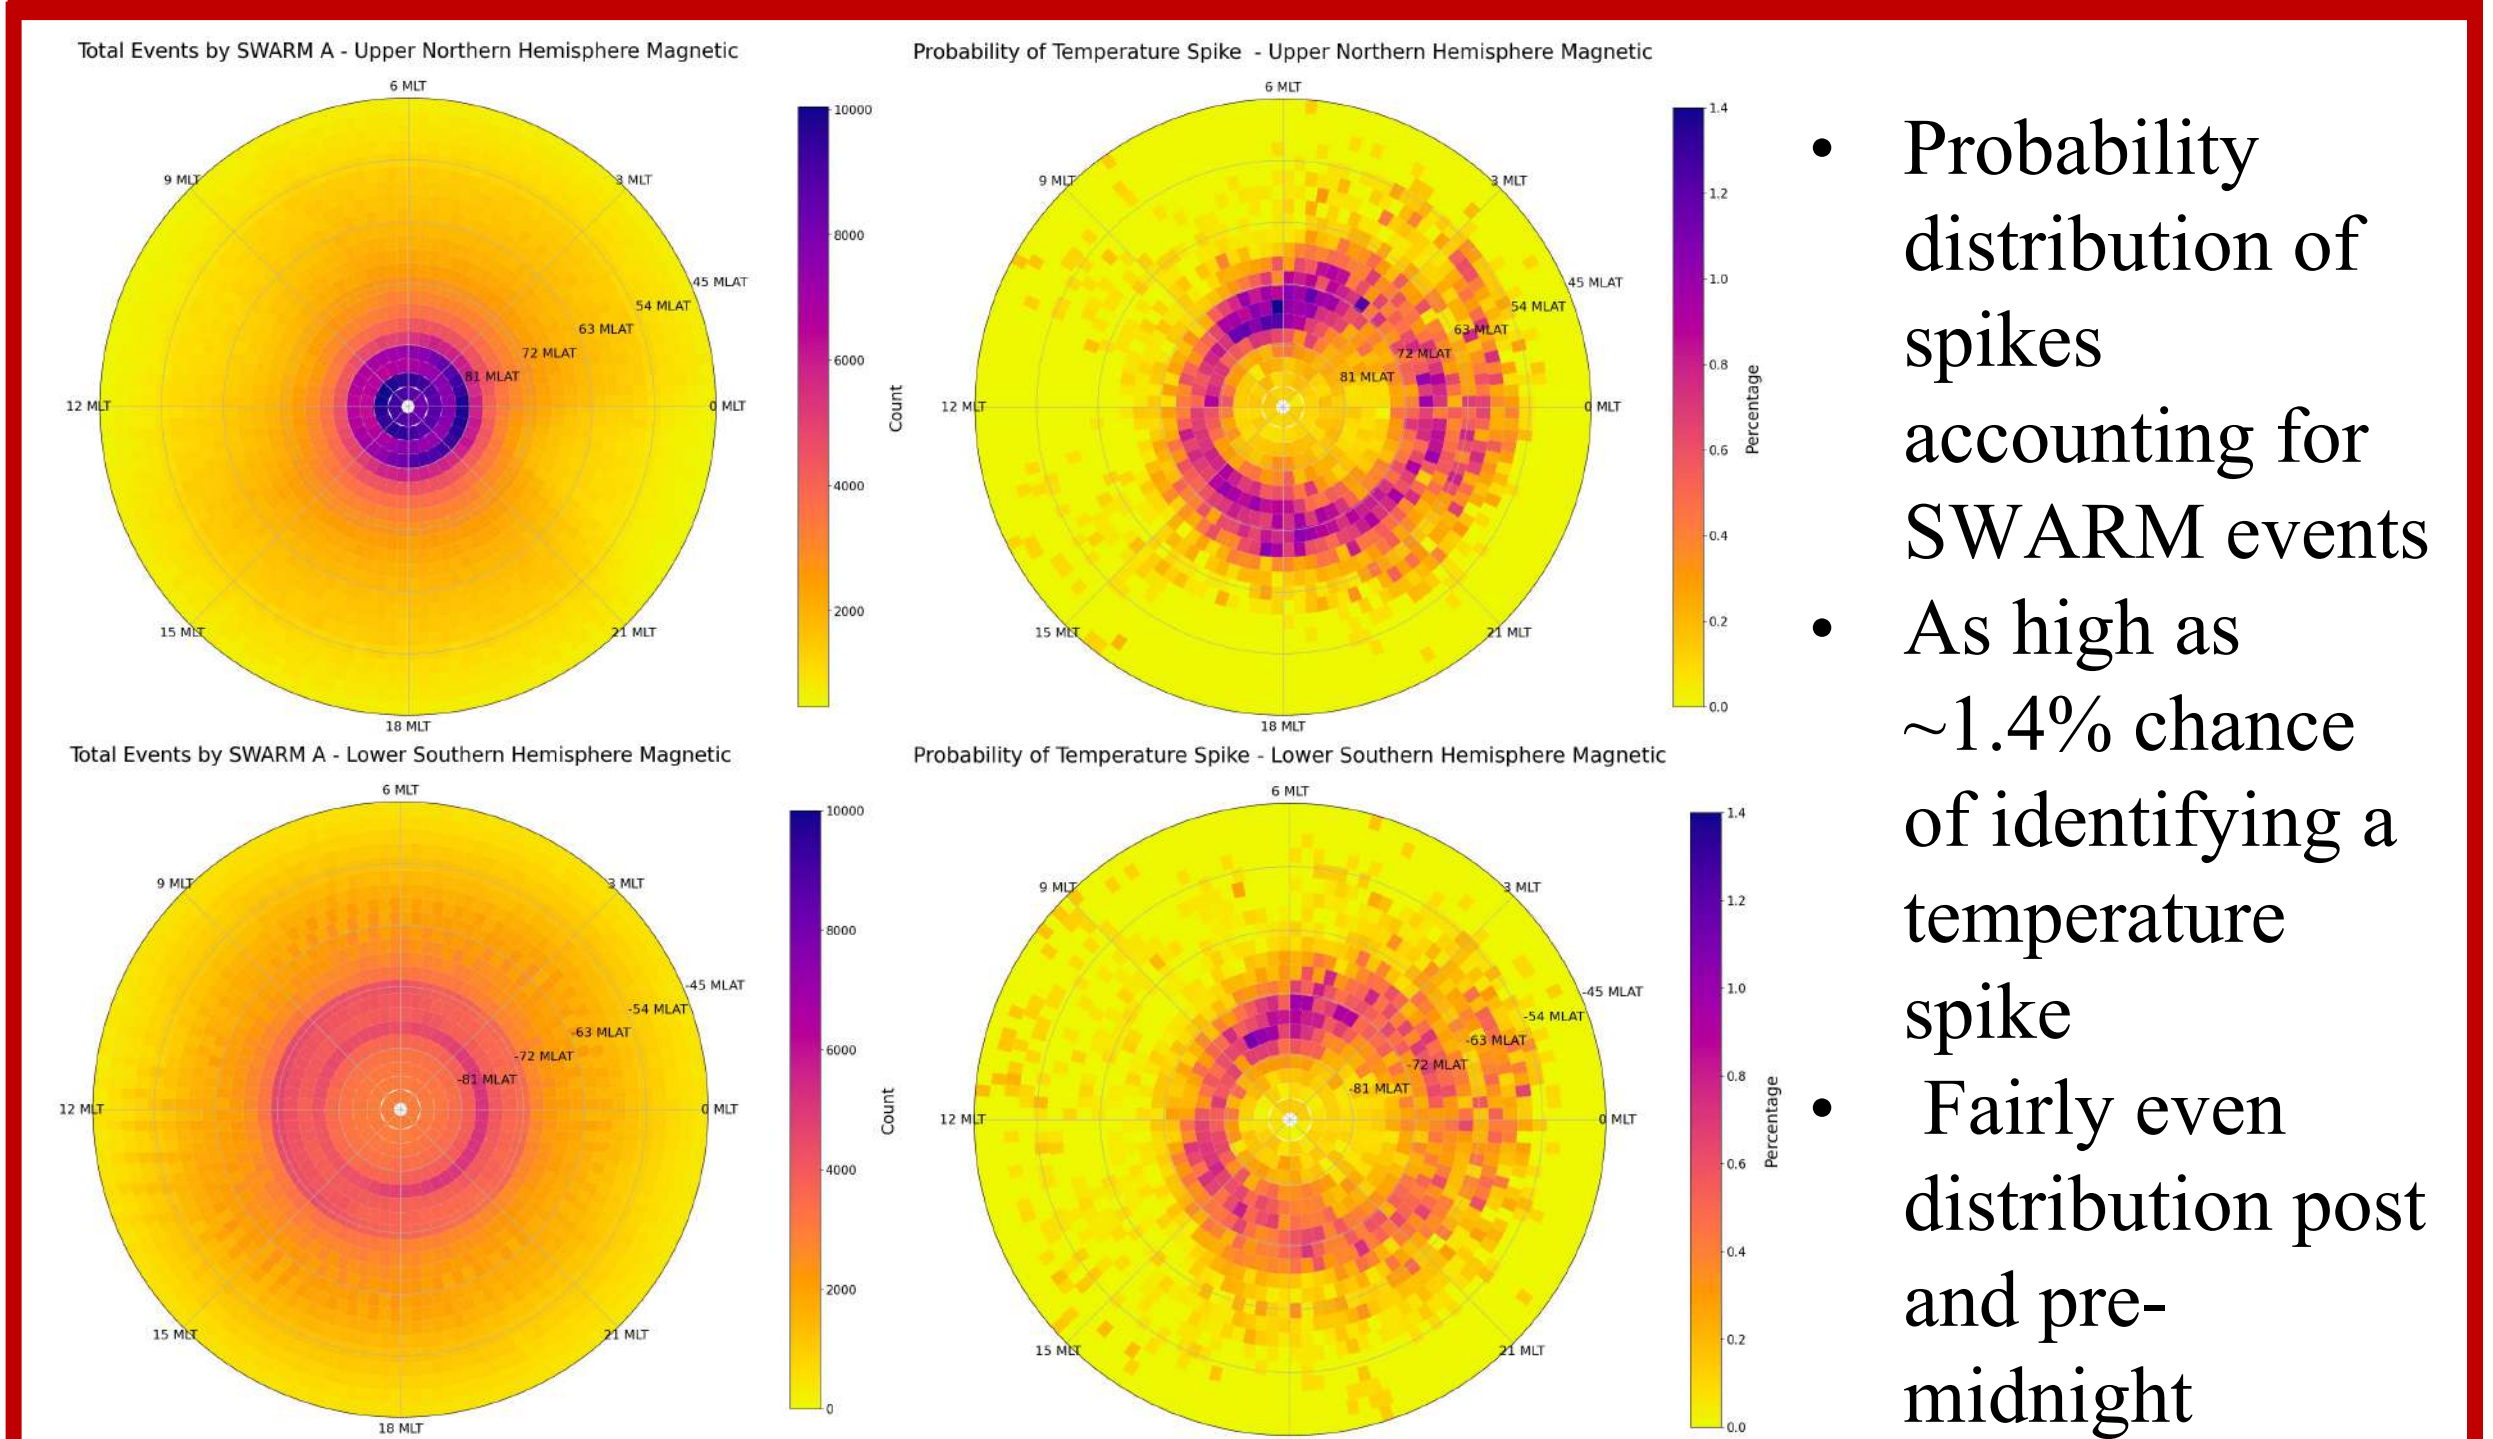 Total Events by SWARM A - Upper Northern Hemisphere Magnetic
6 MLT
9 MLT
3 MLT
45 MLAT
54 MLAT
63 MLAT
72 MLAT
81 MLAT
12 MLT
0 MLT
15 MLT
21 MLT
18 MLT
10000
8000
6000
4000
2000
Count
Probability of Temperature Spike - Upper Northern Hemisphere Magnetic
6 MLT
9 MLT
3 MLT
45 MLAT
54 MLAT
63 MLAT
72 MLAT
81 MLAT
12 MLT
0 MLT
15 MLT
21 MLT
18 MLT
1.4
1.2
1.0
0.8
0.6
0.4
0.2
0.0
Percentage
Total Events by SWARM A - Lower Southern Hemisphere Magnetic
6 MLT
9 MLT
3 MLT
-45 MLAT
-54 MLAT
-63 MLAT
-72 MLAT
-81 MLAT
12 MLT
0 MLT
15 MLT
21 MLT
18 MLT
10000
8000
6000
4000
2000
0
Count
Probability of Temperature Spike - Lower Southern Hemisphere Magnetic
6 MLT
9 MLT
3 MLT
-45 MLAT
-54 MLAT
-63 MLAT
-72 MLAT
-81 MLAT
12 MLT
0 MLT
15 MLT
21 MLT
1.4
1.2
1.0
0.8
0.6
0.4
0.2
0.0
Percentage
• Probability
distribution of
spikes
accounting for
SWARM events
• As high as
~1.4% chance
of identifying a
temperature
spike
• Fairly even
distribution post
and pre-
midnight